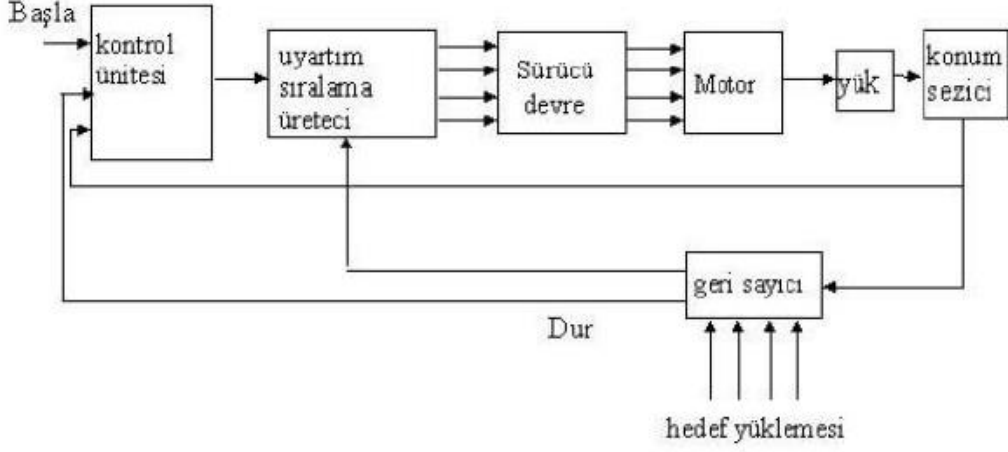 Başla
kontrol
ünitesi
uyartım
sıralama
üreteci
Sürücü
devre
Motor
yük
konum
sezici
geri sayıcı
Dur
hedef yüklemesi